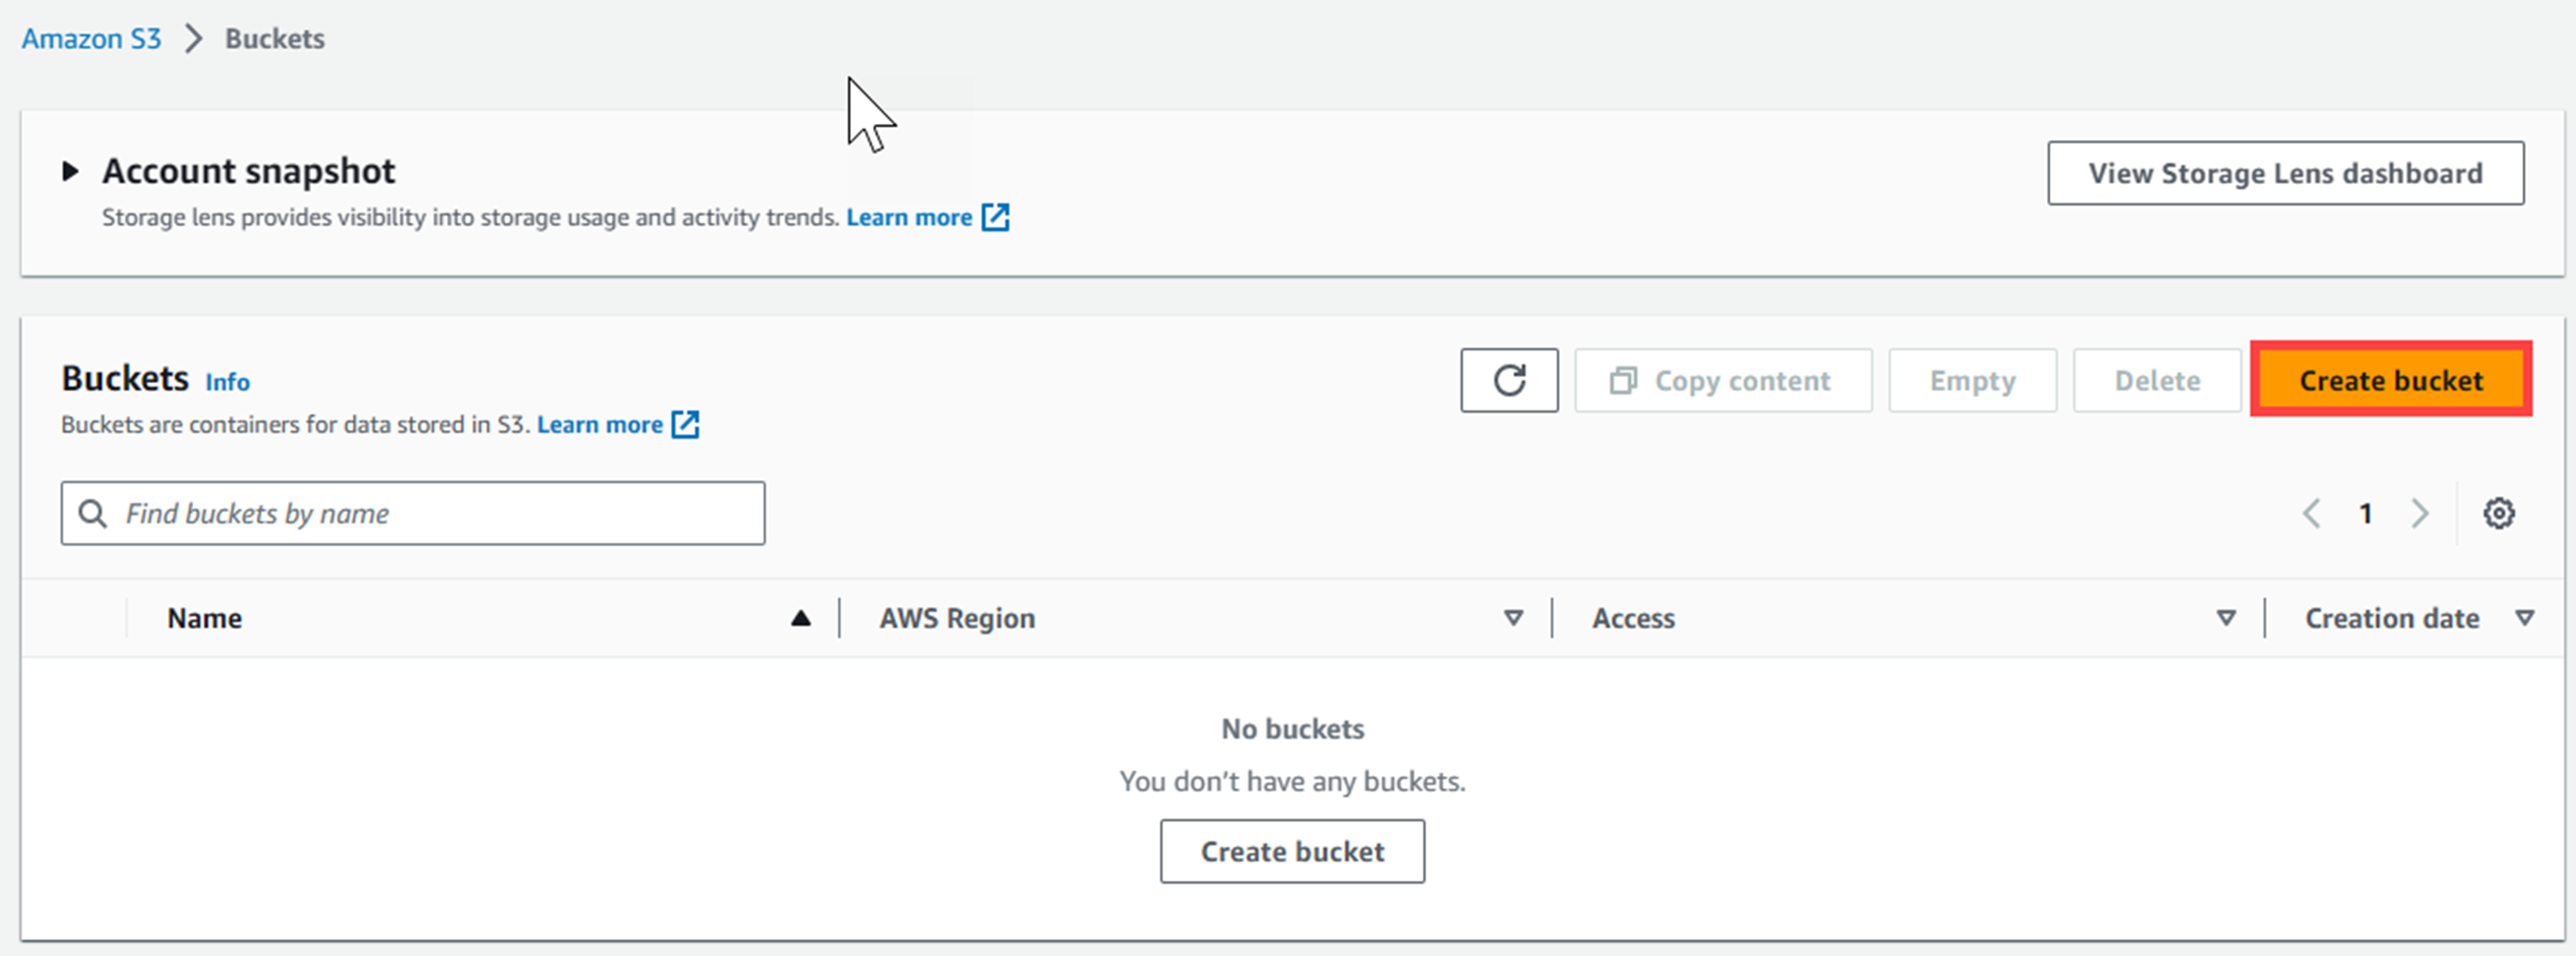 Amazon S3 > Buckets
Account snapshot
View Storage Lens dashboard
Storage lens provides visibility into storage usage and activity trends. Learn more
Buckets Info
Copy content Empty Delete Create bucket
Buckets are containers for data stored in S3. Learn more
Find buckets by name
1
Name AWS Region Access Creation date
No buckets
You don't have any buckets.
Create bucket